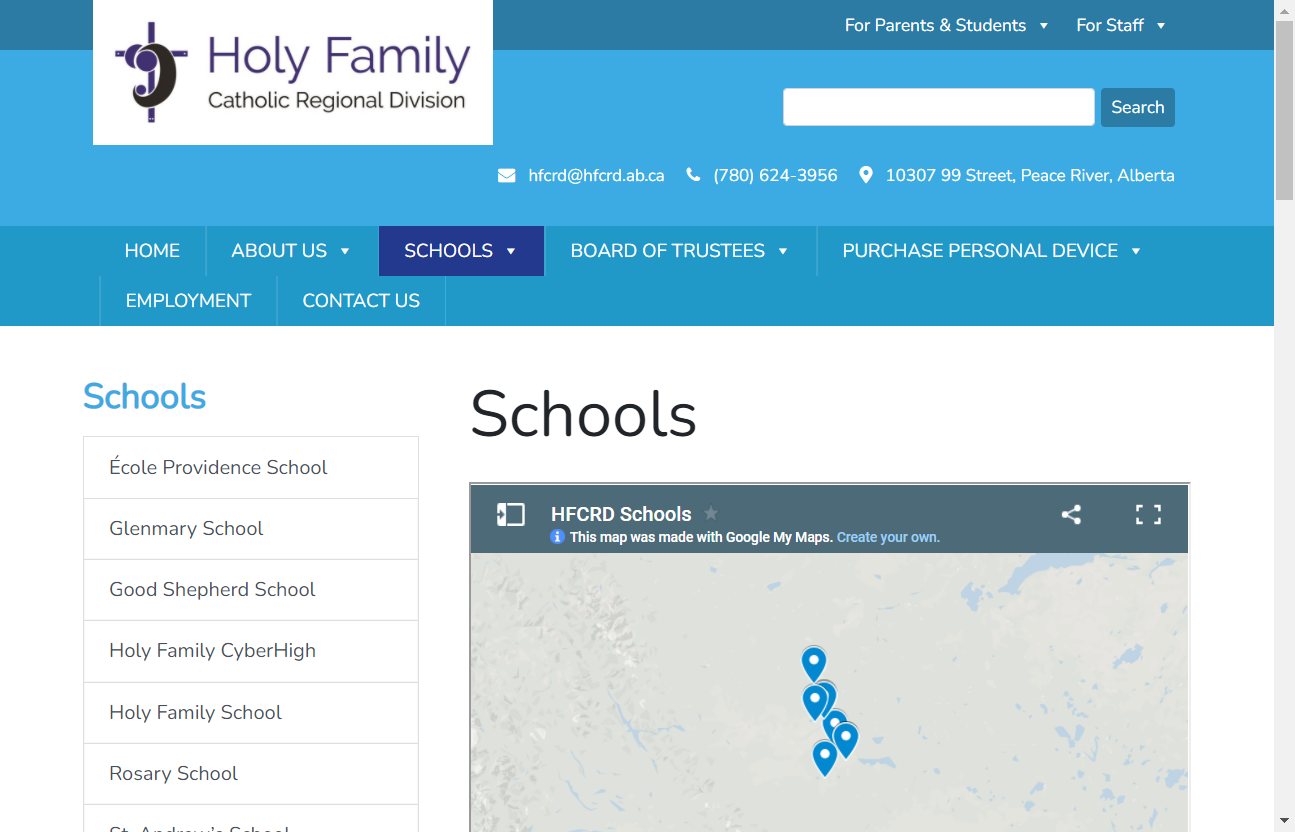 For Parents & Students
For Staff
Holy Family
Catholic Regional Division
Search
hfcrd@hfcrd.ab.ca
(780) 624-3956
10307 99 Street, Peace River, Alberta
HOME
ABOUT US
SCHOOLS
BOARD OF TRUSTEES
PURCHASE PERSONAL DEVICE
EMPLOYMENT
CONTACT US
Schools
École Providence School
Glenmary School
Good Shepherd School
Holy Family CyberHigh
Holy Family School
Rosary School
St. Andrew's School
Schools
HFCRD Schools
This map was made with Google My Maps. Create your own.